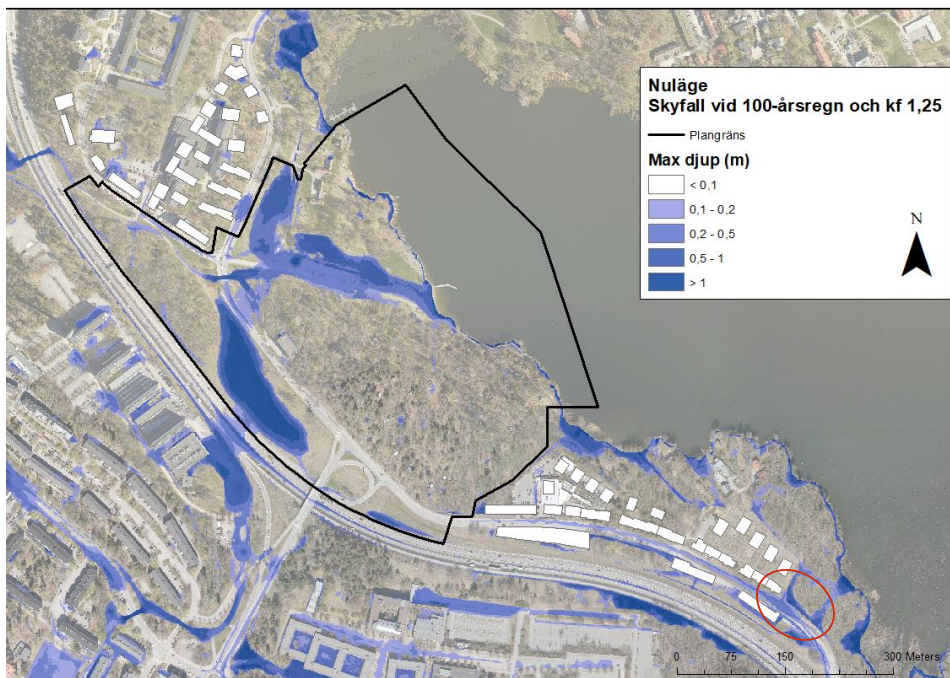 Nuläge
Skyfall vid 100-årsregn och kf 1,25
Plangräns
Max djup (m)
< 0,1
0,1 - 0,2
0,2 - 0,5
0,5 - 1
> 1
N
0 75 150 300 Meters